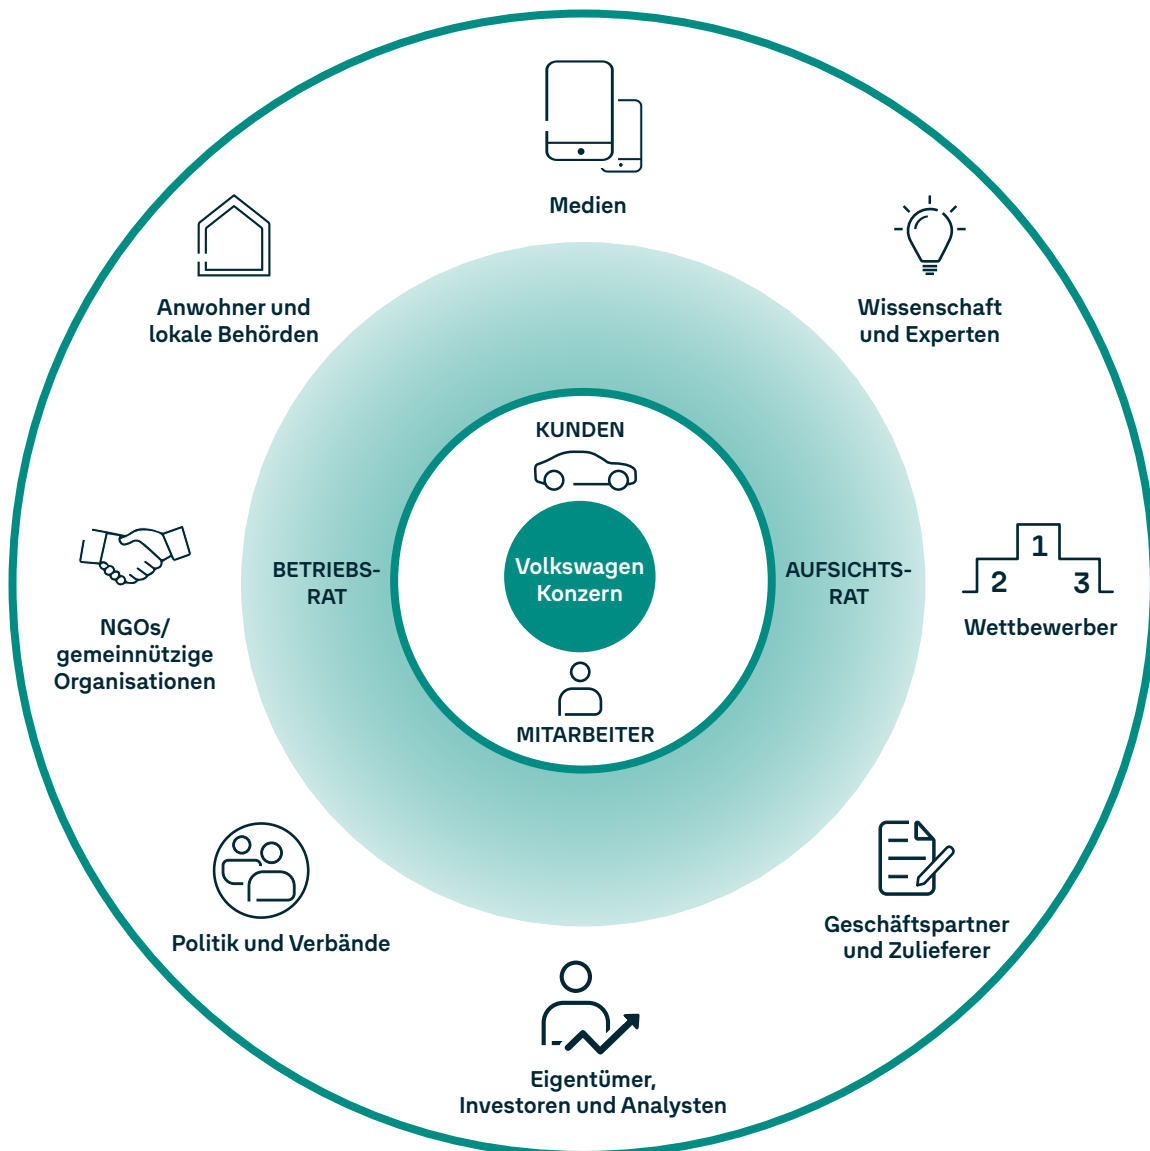 Medien
Anwohner und
lokale Behörden
Wissenschaft
und Experten
KUNDEN
BETRIEBS-
RAT
Volkswagen
Konzern
AUFSICHTS-
RAT
1
2
3
NGOs/
gemeinnützige
Organisationen
Wettbewerber
MITARBEITER
Politik und Verbände
Geschäftspartner
und Zulieferer
Eigentümer,
Investoren und Analysten